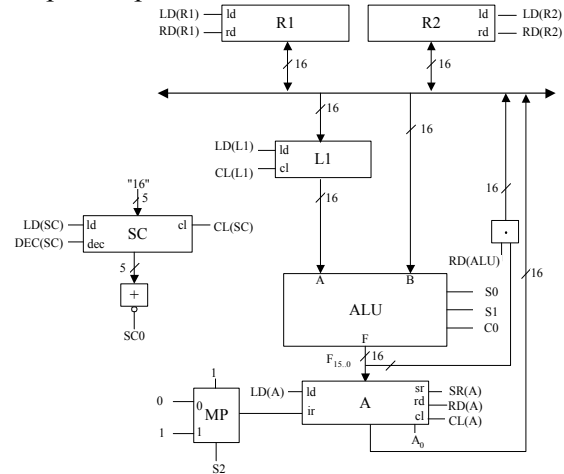 LD(R1) ld R1 RD(R1) rd
R2 ld LD(R2) rd RD(R2)
16 16
16 16
LD(L1) ld L1
CL(L1) cl
16 16
"16"
5
LD(SC) ld SC cl CL(SC)
DEC(SC) dec
5
+
SC0
·
RD(ALU)
16
A B
ALU
S0
S1
C0
F
F15..0 16
1
0 0 MP
1 1
S2
LD(A) ld A sr SR(A)
ir rd RD(A)
cl CL(A)
A0